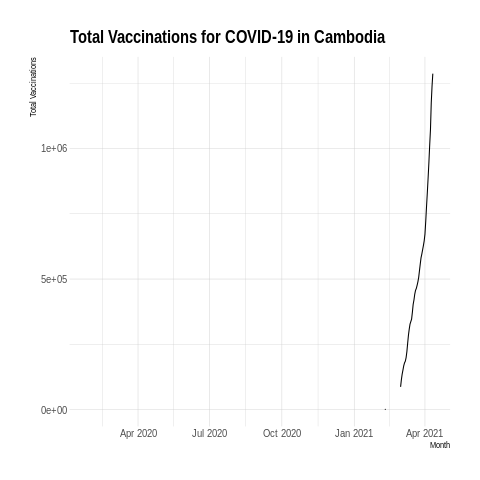 Total Vaccinations for COVID-19 in Cambodia
Total Vaccinations
1e+06
5e+05
0e+00
Apr 2020
Jul 2020
Oct 2020
Jan 2021
Apr 2021
Month